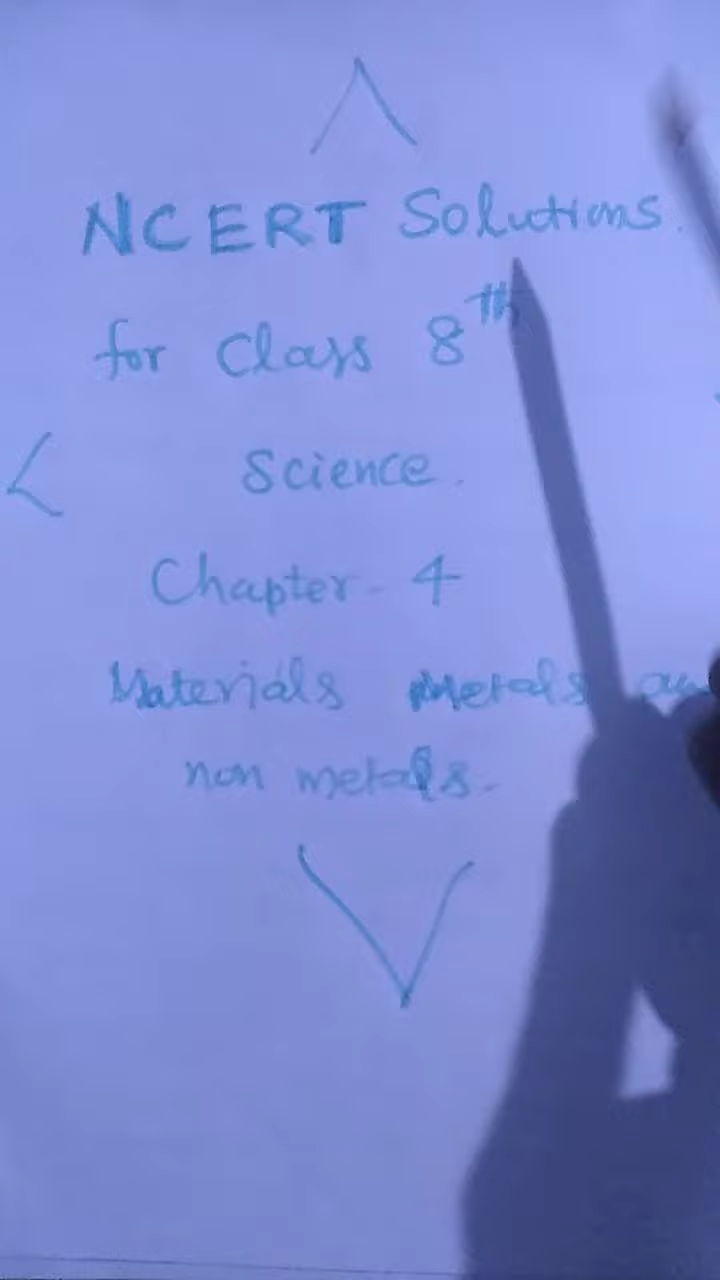 NCERT Solutions.
for Class 8th
Science.
Chapter - 4
Materials Metals
non metals.